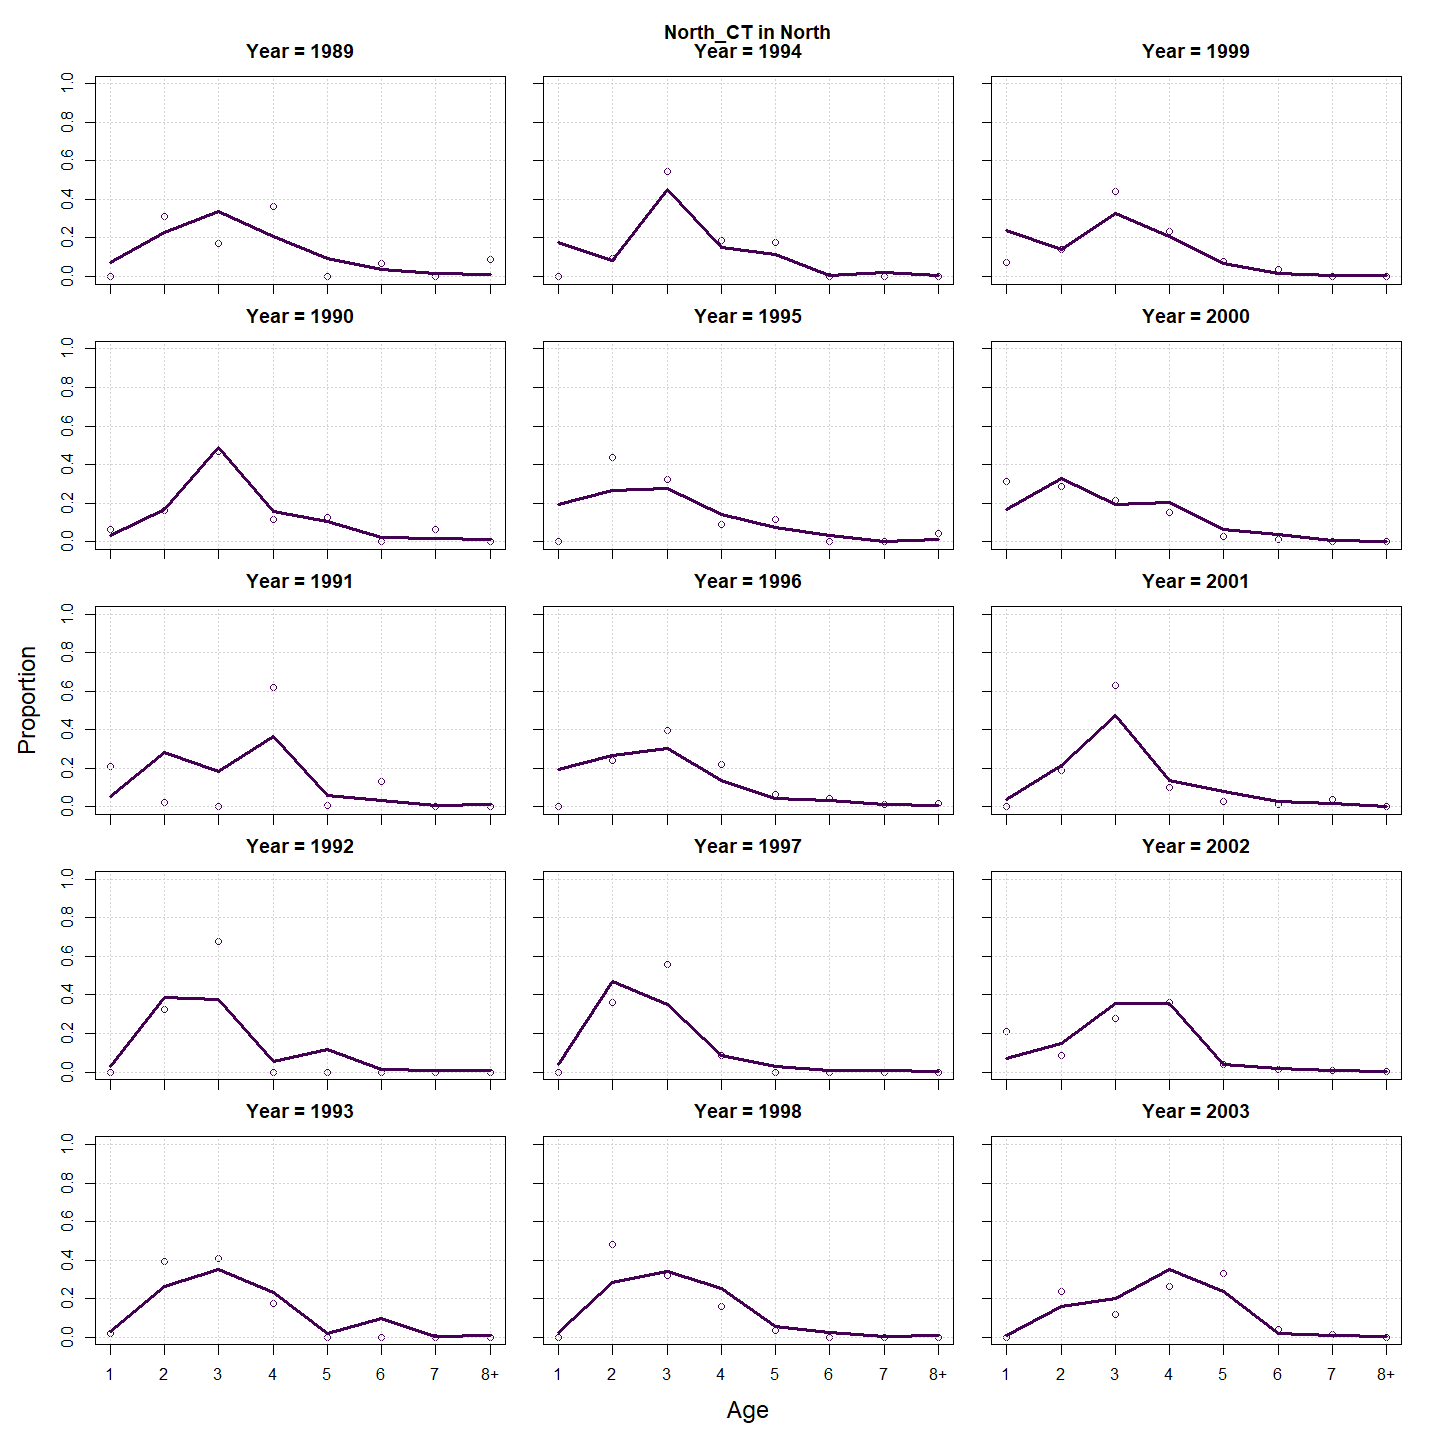 North_CT in North
Year = 1989
Year = 1994
Year = 1999
1.0
0.8
0.6
0.4
0.2
0.0
Year = 1990
Year = 1995
Year = 2000
1.0
0.8
0.6
0.4
0.2
0.0
Year = 1991
Year = 1996
Year = 2001
1.0
0.8
0.6
0.4
0.2
0.0
Proportion
Year = 1992
Year = 1997
Year = 2002
1.0
0.8
0.6
0.4
0.2
0.0
Year = 1993
Year = 1998
Year = 2003
1.0
0.8
0.6
0.4
0.2
0.0
1 2 3 4 5 6 7 8+
1 2 3 4 5 6 7 8+
1 2 3 4 5 6 7 8+
Age